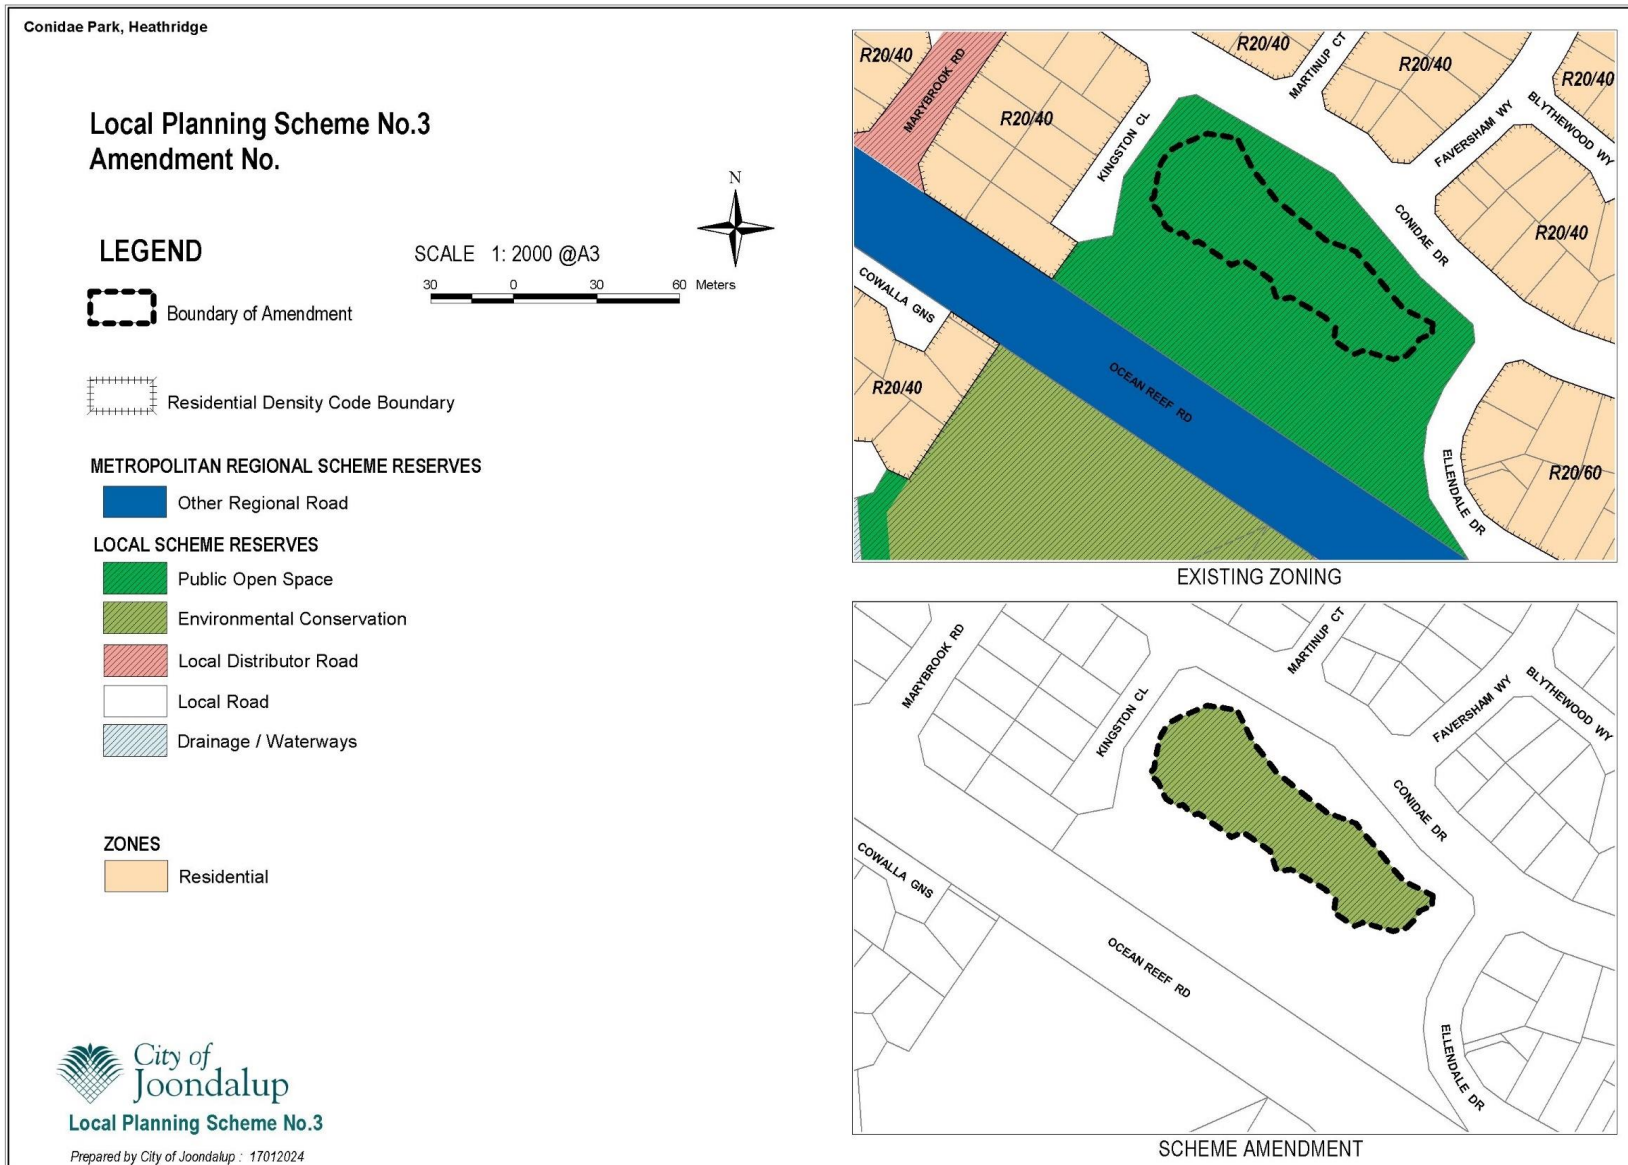 Conidae Park, Heathridge
Local Planning Scheme No.3
Amendment No.
N
LEGEND
SCALE 1: 2000 @A3
30 0 30 60 Meters
Boundary of Amendment
Residential Density Code Boundary
METROPOLITAN REGIONAL SCHEME RESERVES
Other Regional Road
LOCAL SCHEME RESERVES
Public Open Space
Environmental Conservation
Local Distributor Road
Local Road
Drainage / Waterways
ZONES
Residential
City of
Joondalup
Local Planning Scheme No.3
Prepared by City of Joondalup : 17012024
R20/40
MARYBROOK RD
R20/40
KINGSTON CL
R20/40
MARTINUP CT
R20/40
R20/40
FAVERSHAM WY
BLYTHEWOOD WY
CONIDAE DR
R20/40
COWALLA GNS
R20/40
OCEAN REEF RD
ELLENDALE DR
R20/60
EXISTING ZONING
MARYBROOK RD
KINGSTON CL
MARTINUP CT
FAVERSHAM WY
BLYTHEWOOD WY
CONIDAE DR
COWALLA GNS
OCEAN REEF RD
ELLENDALE DR
SCHEME AMENDMENT